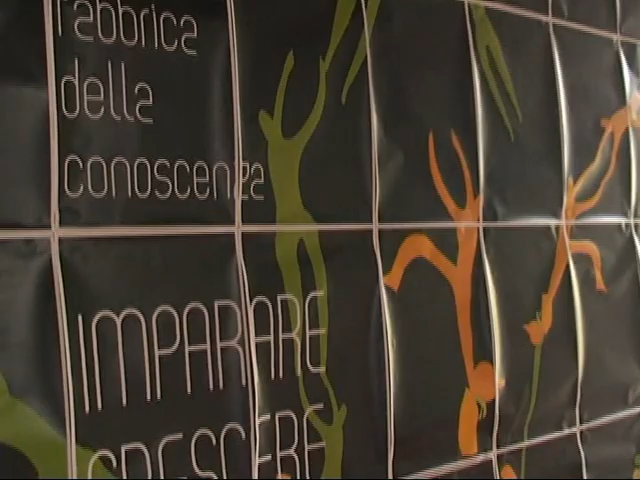 fabbrica
della
conoscenza
IMPARARE
CRESCERE